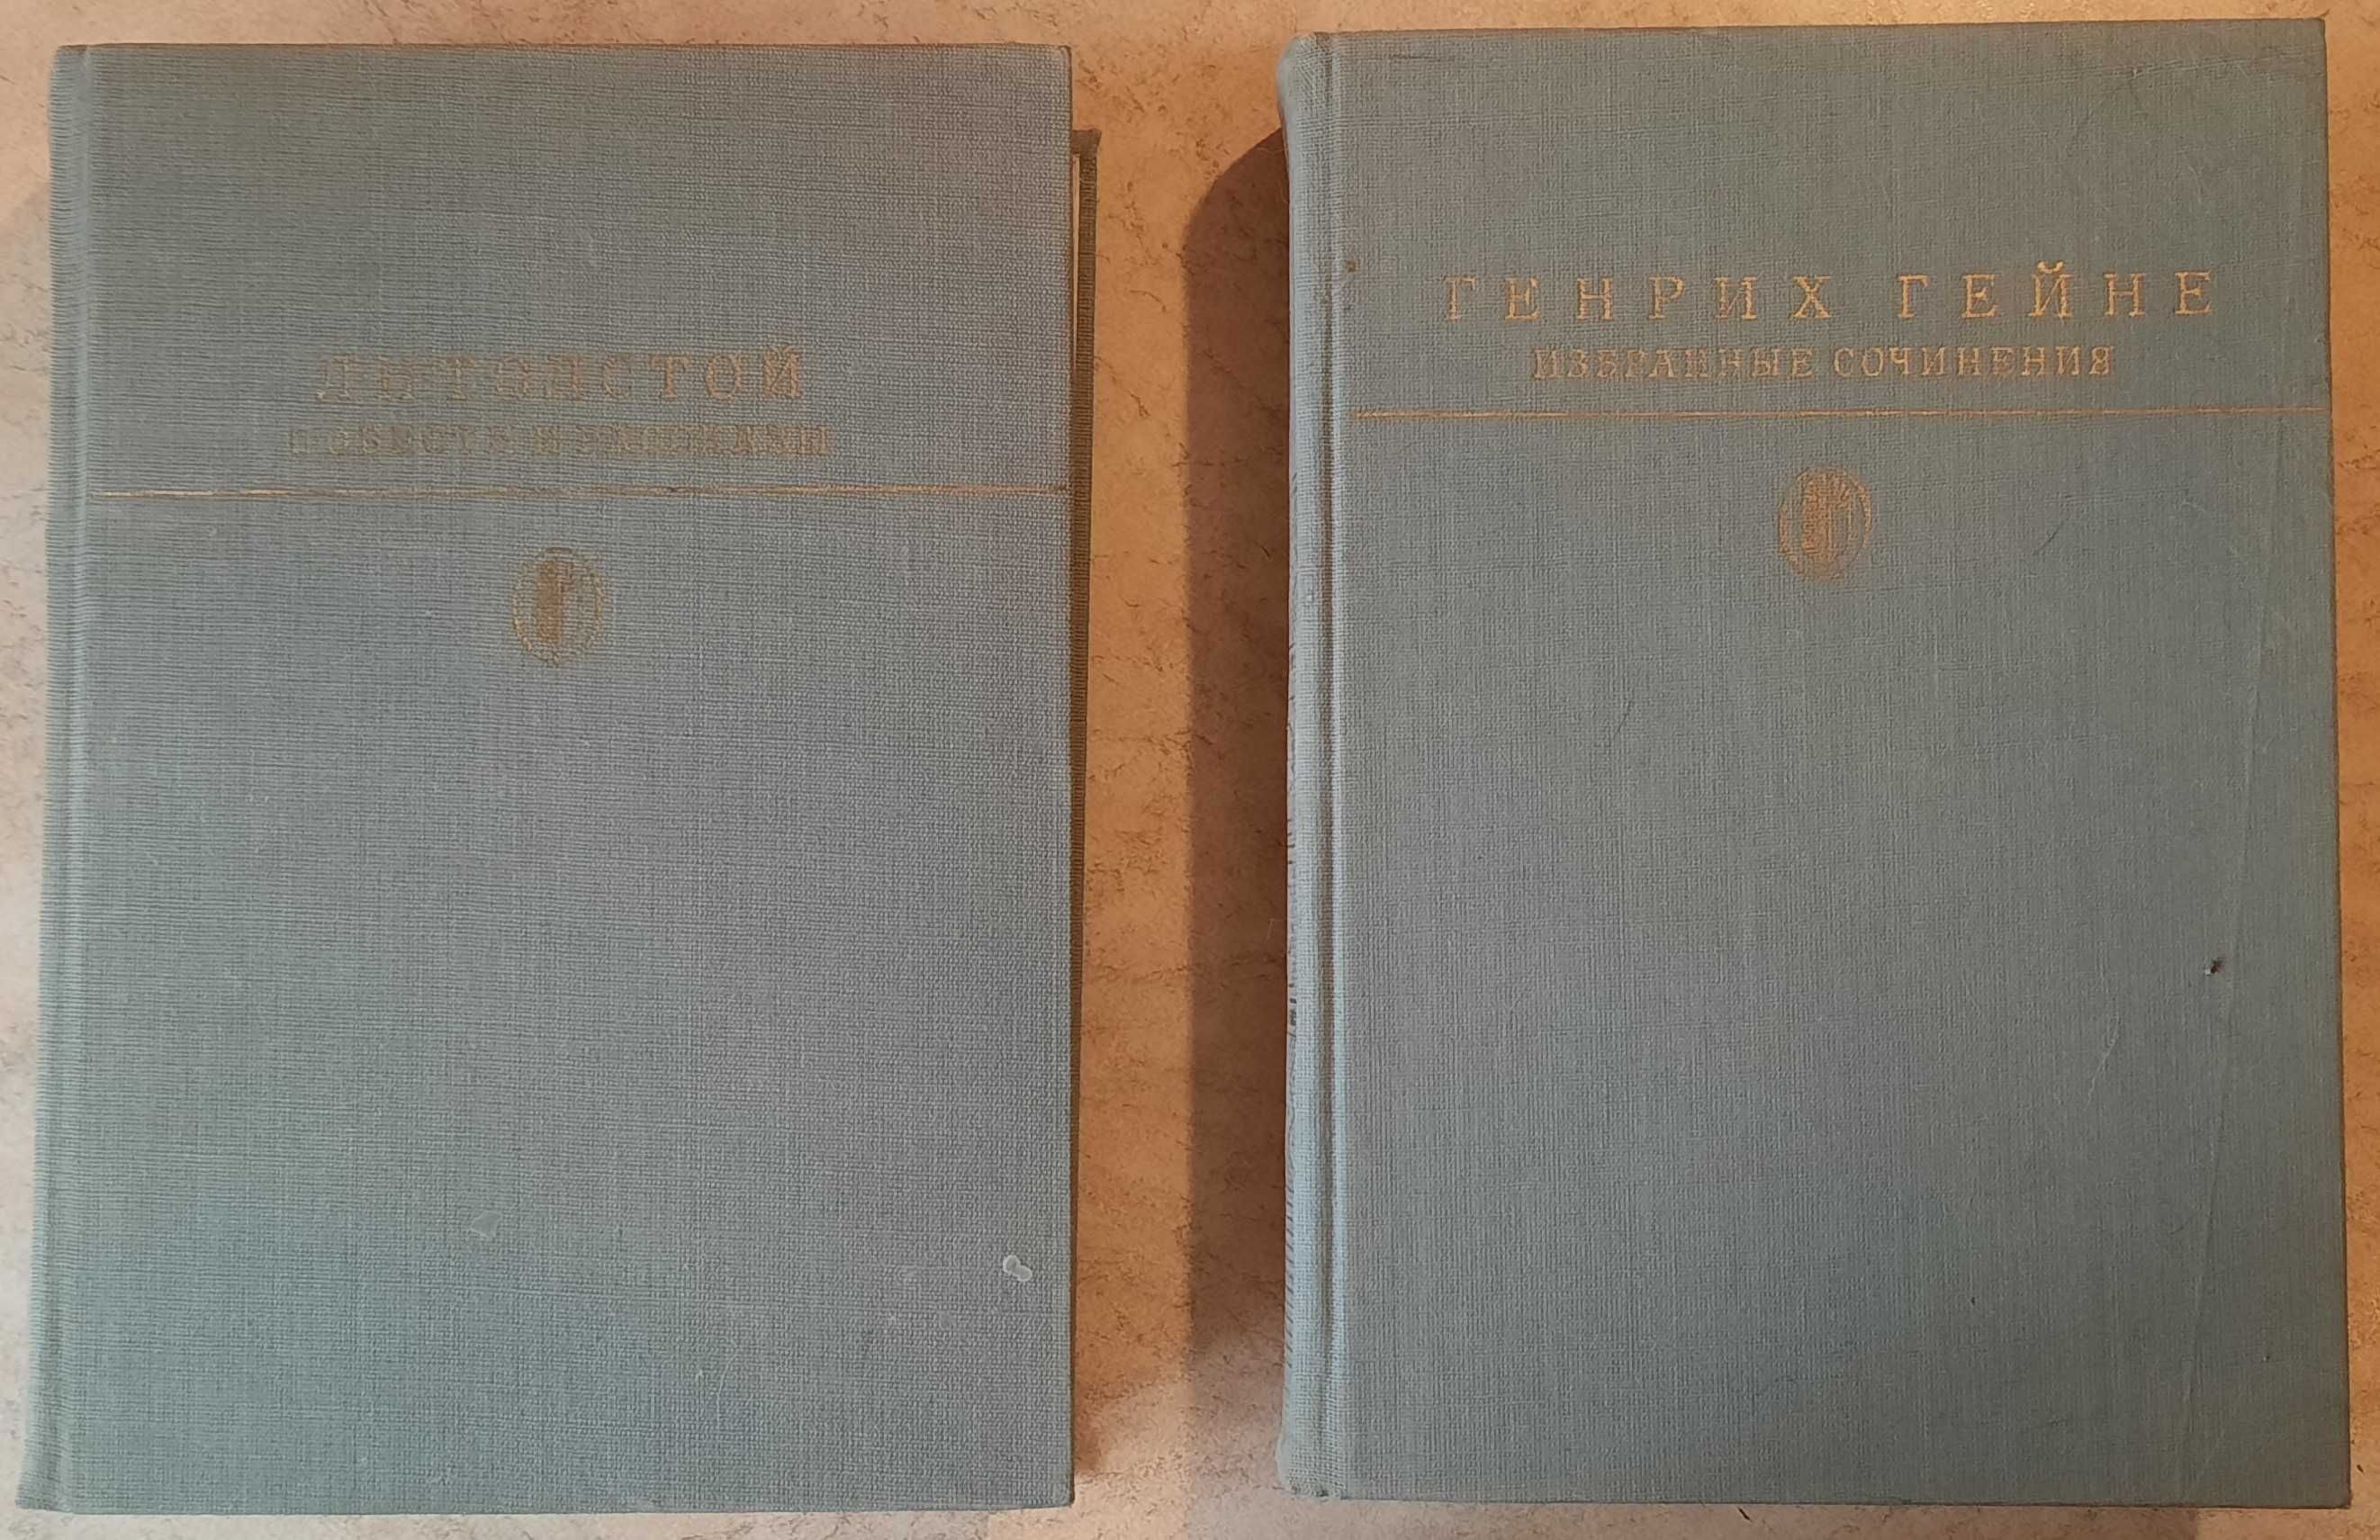 Л.Н.ТОЛСТОЙ
ПОВЕСТИ И РАССКАЗЫ
ГЕНРИХ ГЕЙНЕ
ИЗБРАННЫЕ СОЧИНЕНИЯ